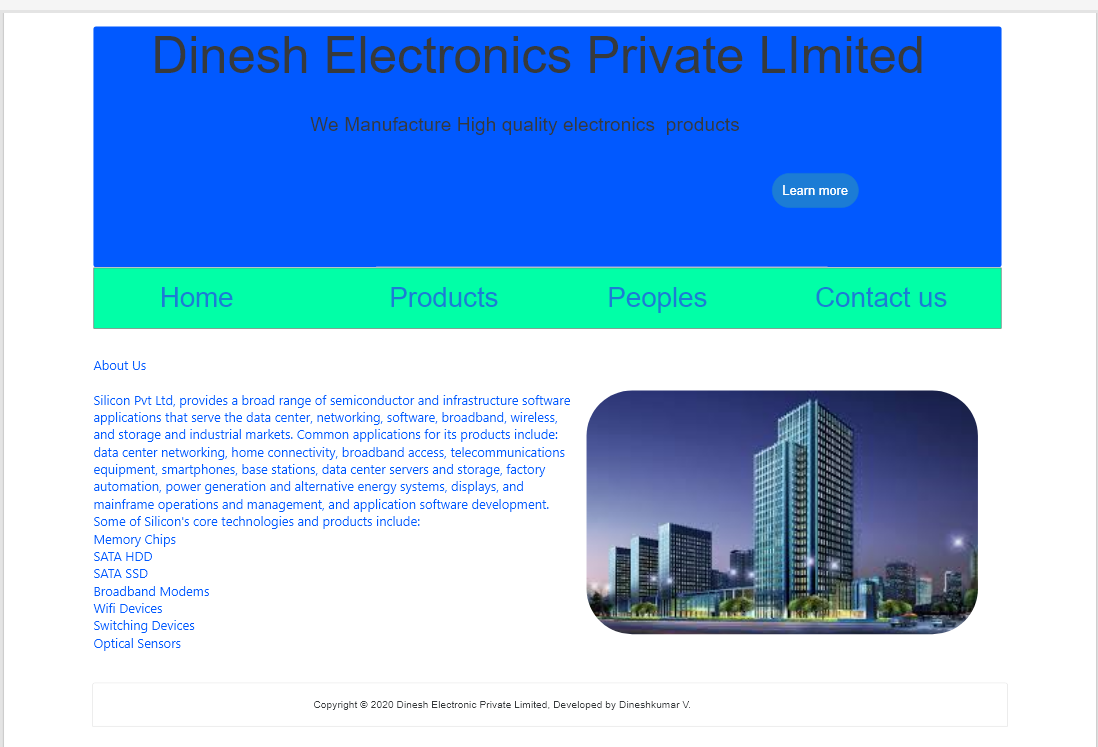 Dinesh Electronics Private LImited
We Manufacture High quality electronics  products
Learn more
Home Products Peoples Contact us
About Us
Silicon Pvt Ltd, provides a broad range of semiconductor and infrastructure software
applications that serve the data center, networking, software, broadband, wireless,
and storage and industrial markets. Common applications for its products include:
data center networking, home connectivity, broadband access, telecommunications
equipment, smartphones, base stations, data center servers and storage, factory
automation, power generation and alternative energy systems, displays, and
mainframe operations and management, and application software development.
Some of Silicon's core technologies and products include:
Memory Chips
SATA HDD
SATA SSD
Broadband Modems
Wifi Devices
Switching Devices
Optical Sensors
Copyright © 2020 Dinesh Electronic Private Limited, Developed by Dineshkumar V.